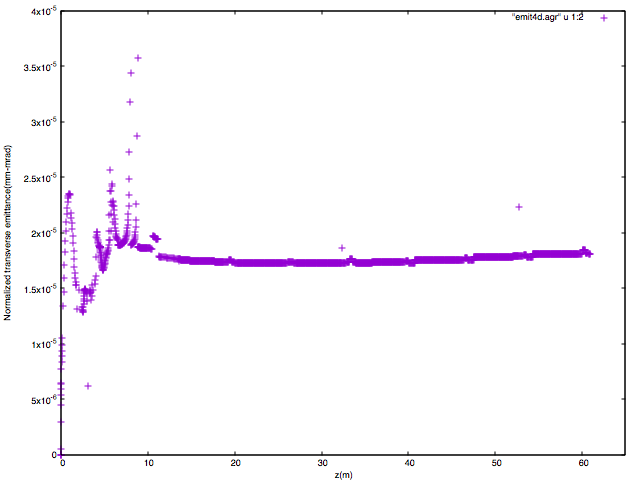 4x10⁻⁵
"emit4d.agr" u 1:2
3.5x10⁻⁵
3x10⁻⁵
2.5x10⁻⁵
2x10⁻⁵
1.5x10⁻⁵
1x10⁻⁵
5x10⁻⁶
0
Normalized transverse emittance(mm-mrad)
0 10 20 30 40 50 60
z(m)